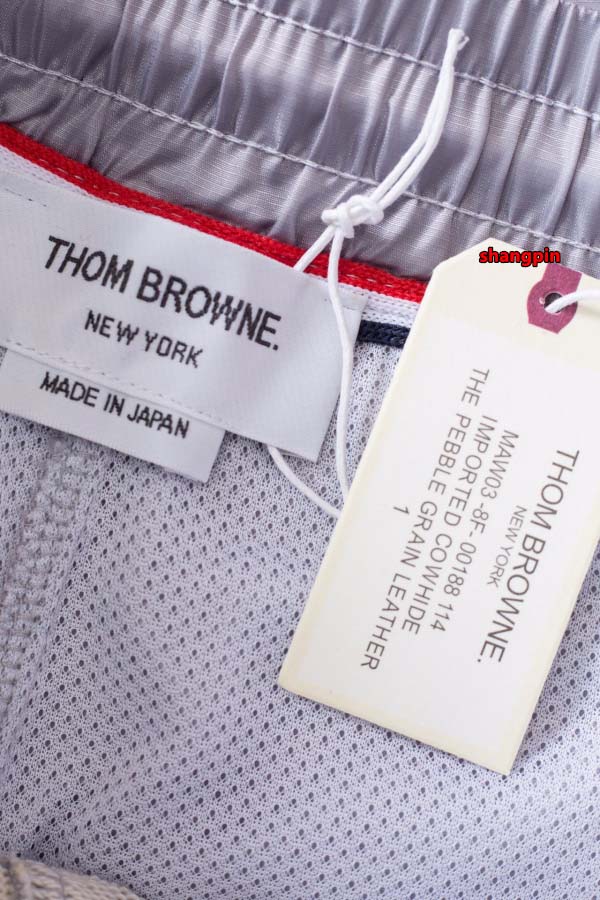 shangpin
THOM BROWNE.
NEW YORK
MADE IN JAPAN
THOM BROWNE.
NEW YORK
MAW03-8F-00188 114
IMPORTED COWHIDE
THE PEBBLE GRAIN LEATHER
1